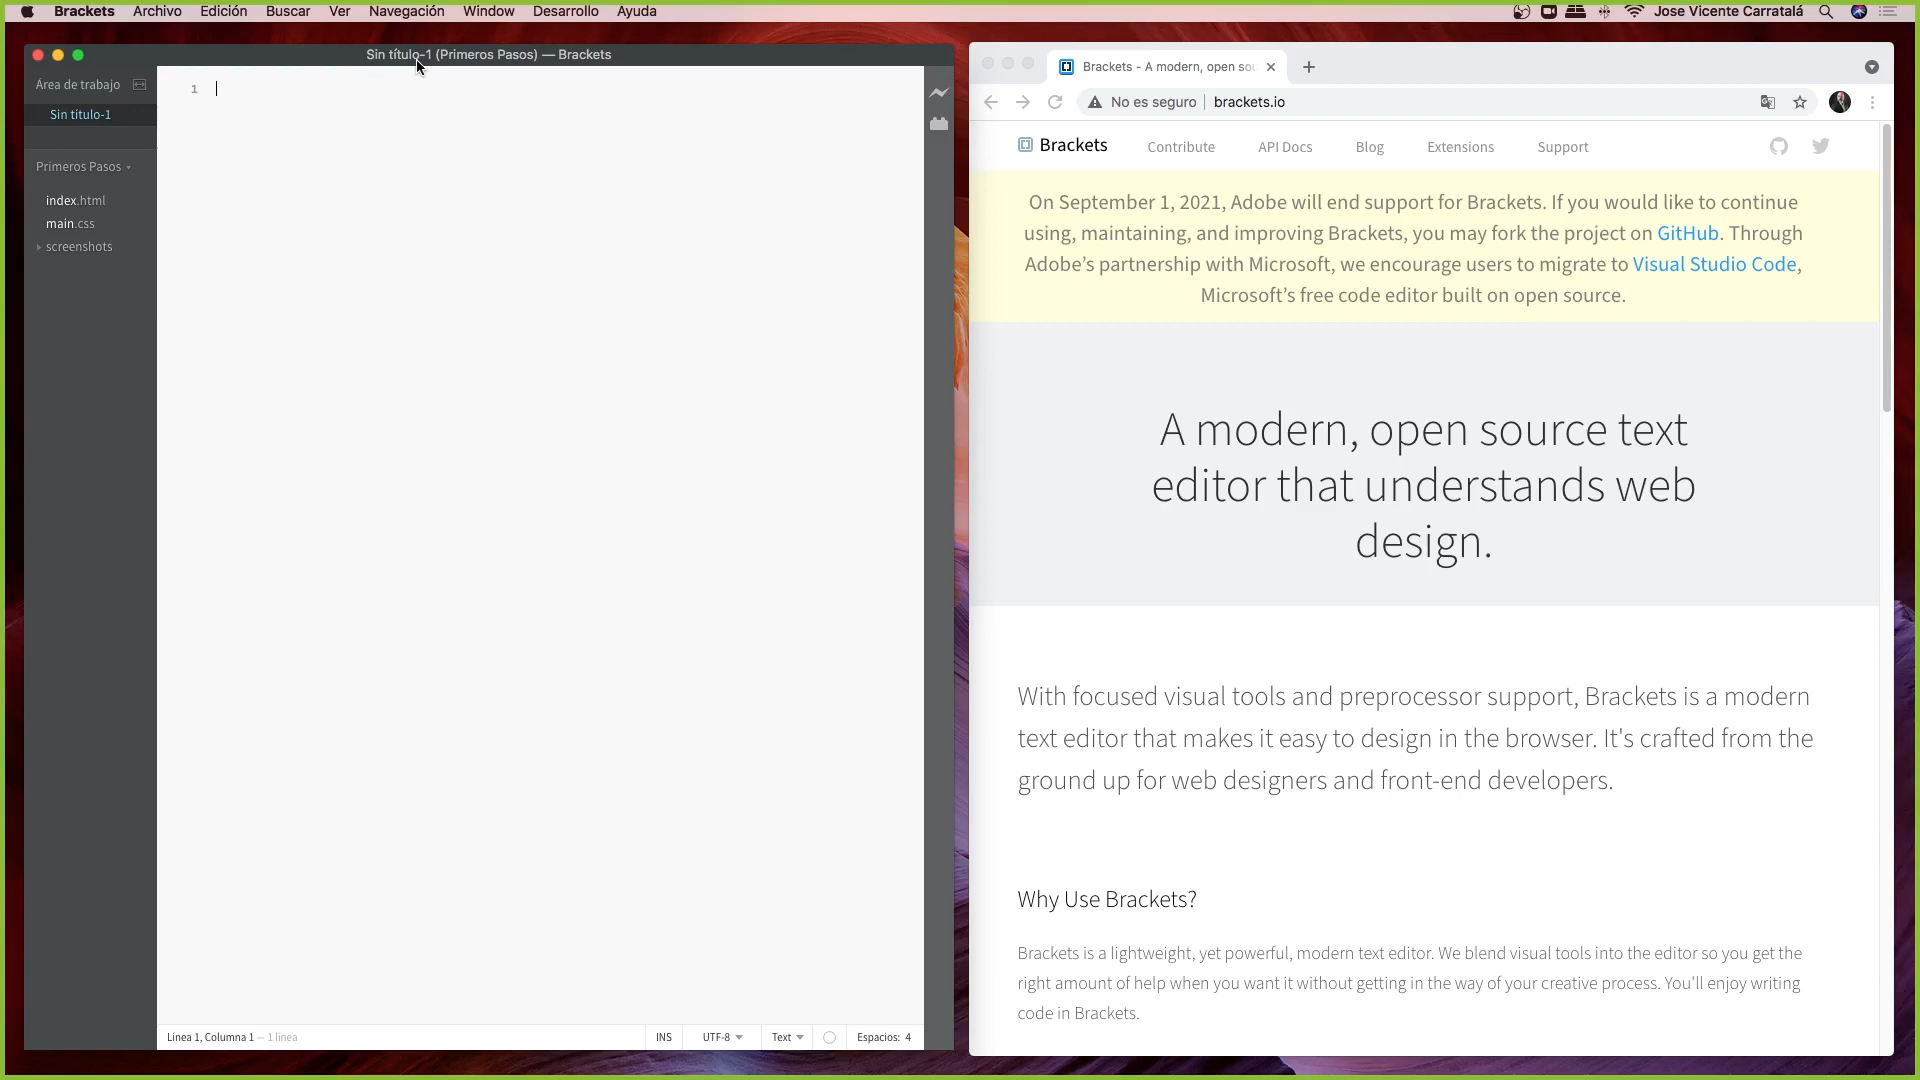 Brackets Archivo Edición Buscar Ver Navegación Window Desarrollo Ayuda Jose Vicente Carratalá
Sin título-1 (Primeros Pasos) — Brackets
Área de trabajo
Sin título-1
Primeros Pasos
index.html
main.css
screenshots
1
Línea 1, Columna 1 — 1 línea
INS
UTF-8
Text
Espacios: 4
Brackets - A modern, open so
No es seguro brackets.io
Brackets Contribute API Docs Blog Extensions Support
On September 1, 2021, Adobe will end support for Brackets. If you would like to continue
using, maintaining, and improving Brackets, you may fork the project on GitHub. Through
Adobe’s partnership with Microsoft, we encourage users to migrate to Visual Studio Code,
Microsoft’s free code editor built on open source.
A modern, open source text
editor that understands web
design.
With focused visual tools and preprocessor support, Brackets is a modern
text editor that makes it easy to design in the browser. It's crafted from the
ground up for web designers and front-end developers.
Why Use Brackets?
Brackets is a lightweight, yet powerful, modern text editor. We blend visual tools into the editor so you get the
right amount of help when you want it without getting in the way of your creative process. You'll enjoy writing
code in Brackets.